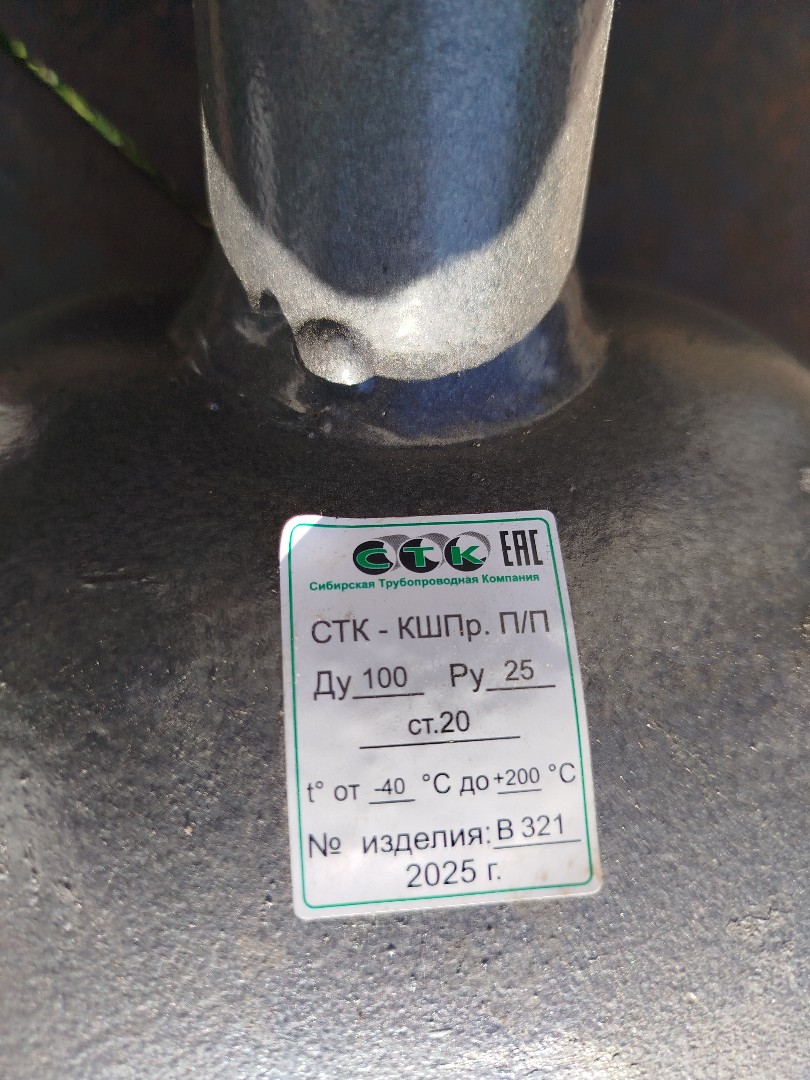 СТК ЕАС
Сибирская Трубопроводная Компания
СТК - КШПр. П/П
Ду 100 Ру 25
ст.20
t° от -40 °С до +200 °С
№ изделия: В 321
2025 г.